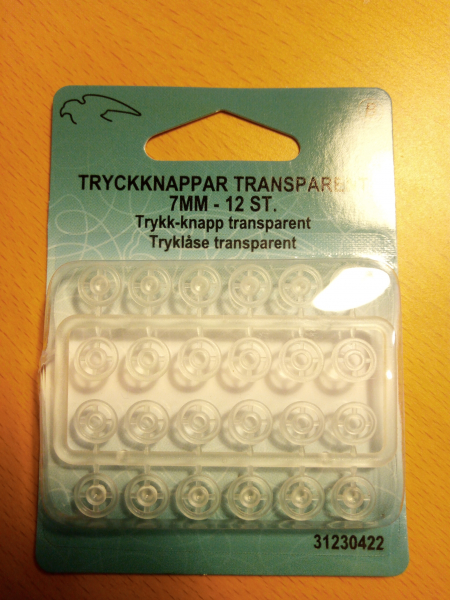 TRYCKKNAPPAR TRANSPARENT
7MM - 12 ST.
Trykk-knapp transparent
Tryklåse transparent
31230422